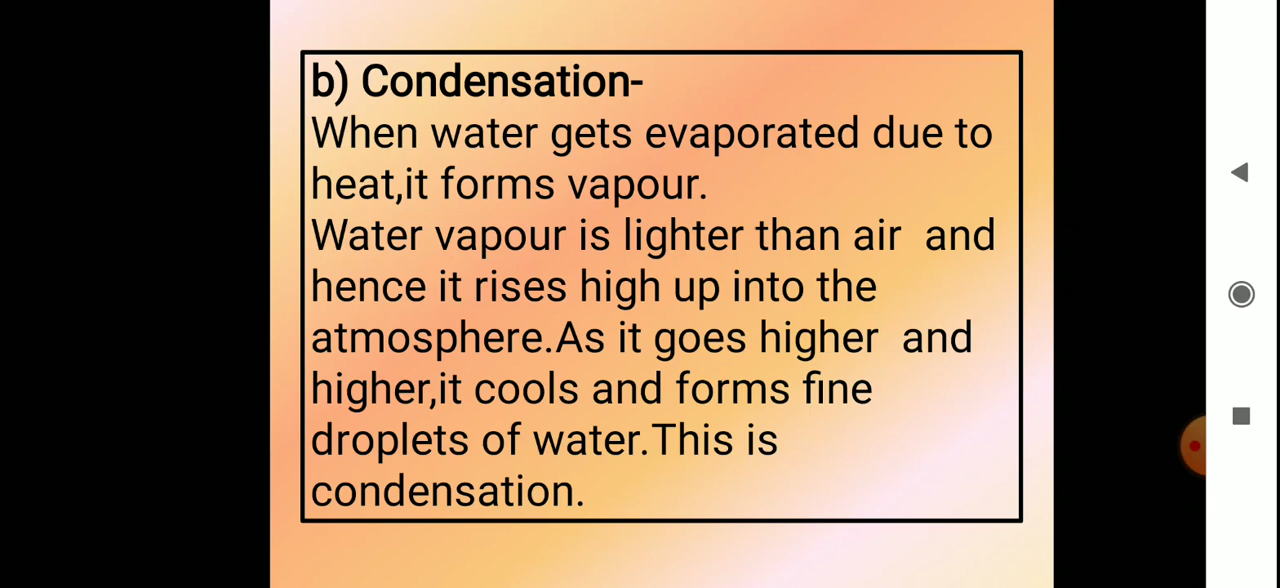 b) Condensation-
When water gets evaporated due to
heat,it forms vapour.
Water vapour is lighter than air  and
hence it rises high up into the
atmosphere.As it goes higher  and
higher,it cools and forms fine
droplets of water.This is
condensation.